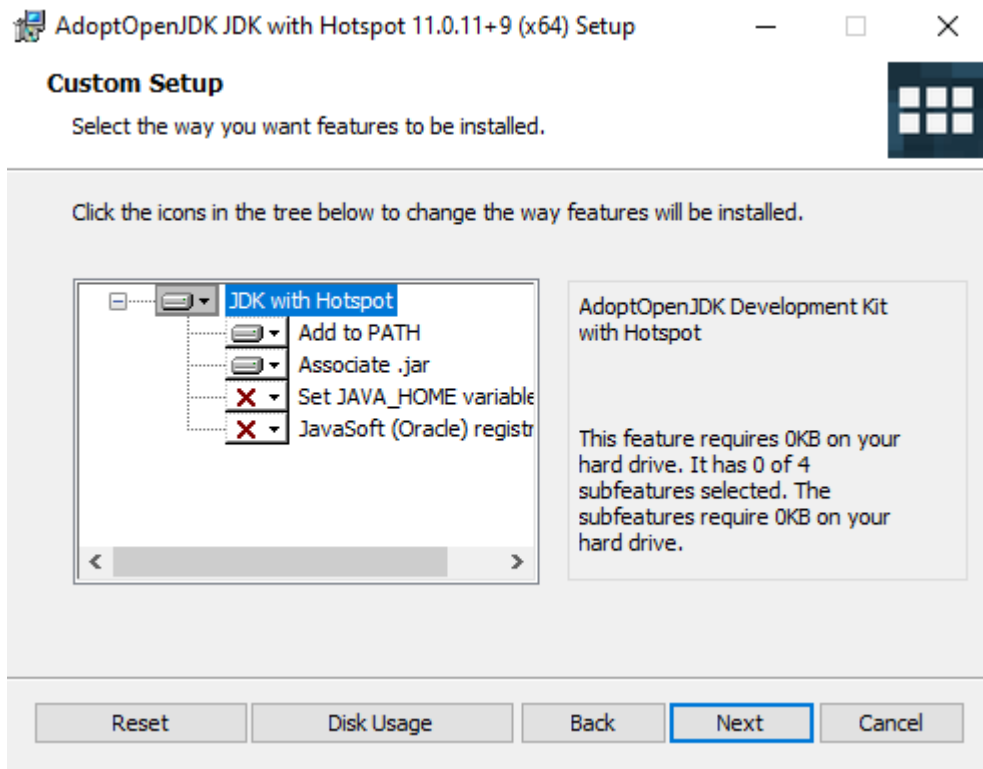 AdoptOpenJDK JDK with Hotspot 11.0.11+9 (x64) Setup
Custom Setup
Select the way you want features to be installed.
Click the icons in the tree below to change the way features will be installed.
JDK with Hotspot
Add to PATH
Associate .jar
Set JAVA_HOME variable
JavaSoft (Oracle) registr
AdoptOpenJDK Development Kit
with Hotspot
This feature requires 0KB on your
hard drive. It has 0 of 4
subfeatures selected. The
subfeatures require 0KB on your
hard drive.
Reset
Disk Usage
Back
Next
Cancel